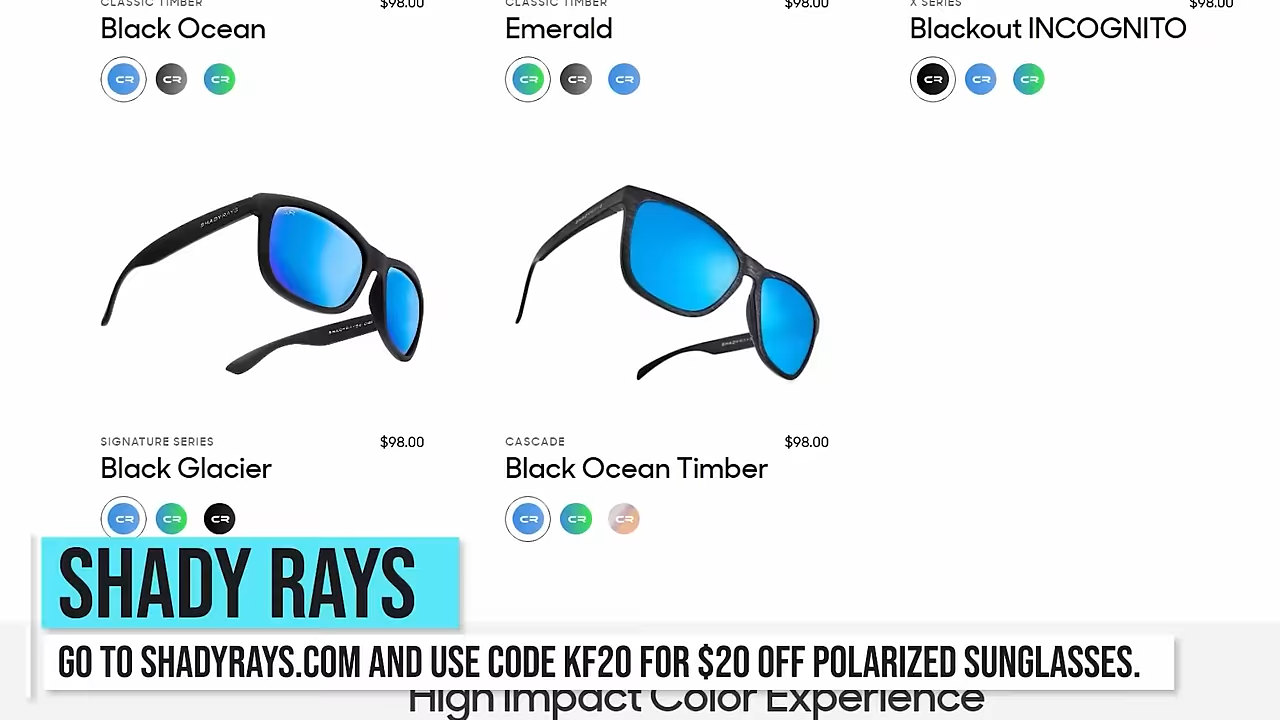 CLASSIC TIMBER $98.00 CLASSIC TIMBER $98.00 X SERIES $98.00
Black Ocean Emerald Blackout INCOGNITO
CR CR CR CR CR CR CR CR CR
SHADYRAYS
SIGNATURE SERIES $98.00 CASCADE $98.00
Black Glacier Black Ocean Timber
CR CR CR CR CR CR
SHADY RAYS
GO TO SHADYRAYS.COM AND USE CODE KF20 FOR $20 OFF POLARIZED SUNGLASSES.
High Impact Color Experience